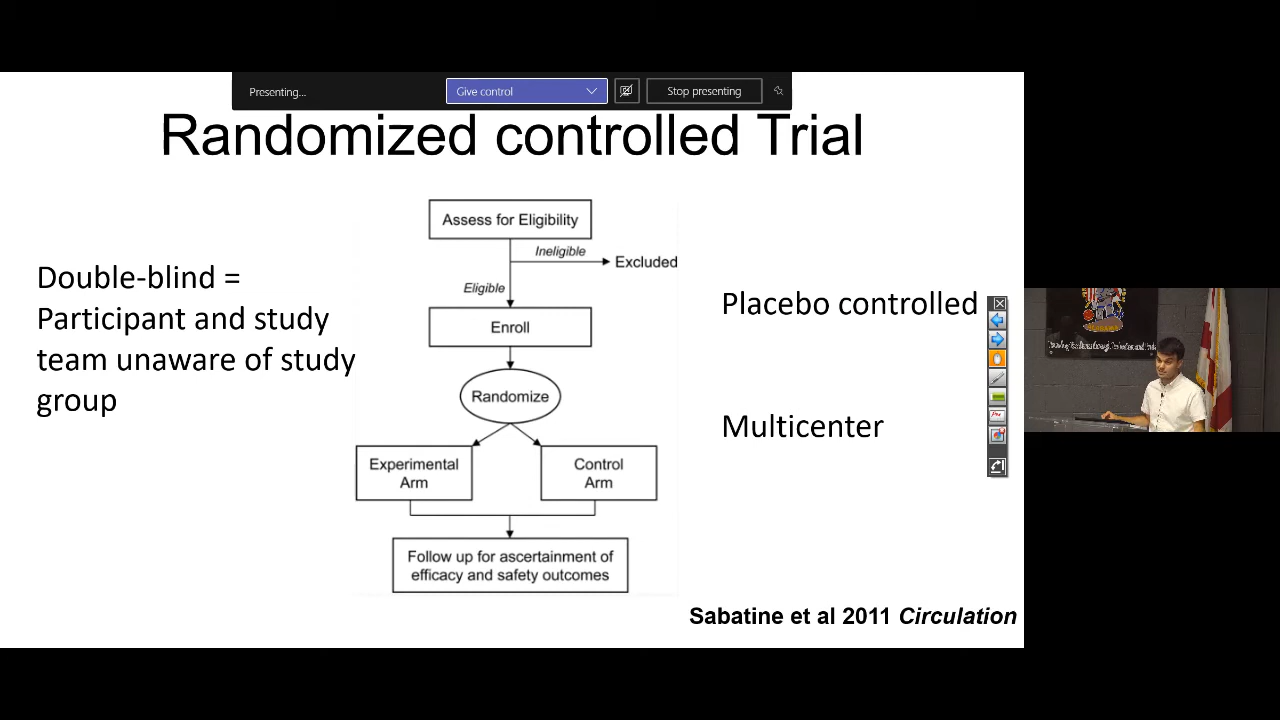 Presenting...
Give control
Stop presenting
Randomized controlled Trial
Assess for Eligibility
Ineligible
Excluded
Eligible
Enroll
Randomize
Experimental
Arm
Control
Arm
Follow up for ascertainment of
efficacy and safety outcomes
Double-blind =
Participant and study
team unaware of study
group
Placebo controlled
Multicenter
Sabatine et al 2011 Circulation